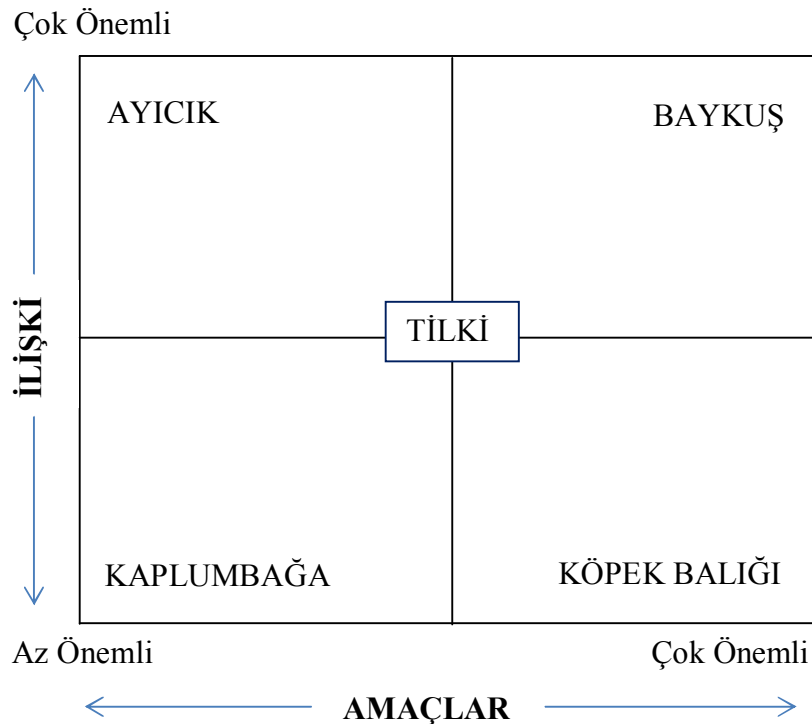 Çok Önemli
AYICIK
BAYKUŞ
İLİŞKİ
TİLKİ
KAPLUMBAĞA
KÖPEK BALIĞI
Az Önemli
Çok Önemli
AMAÇLAR